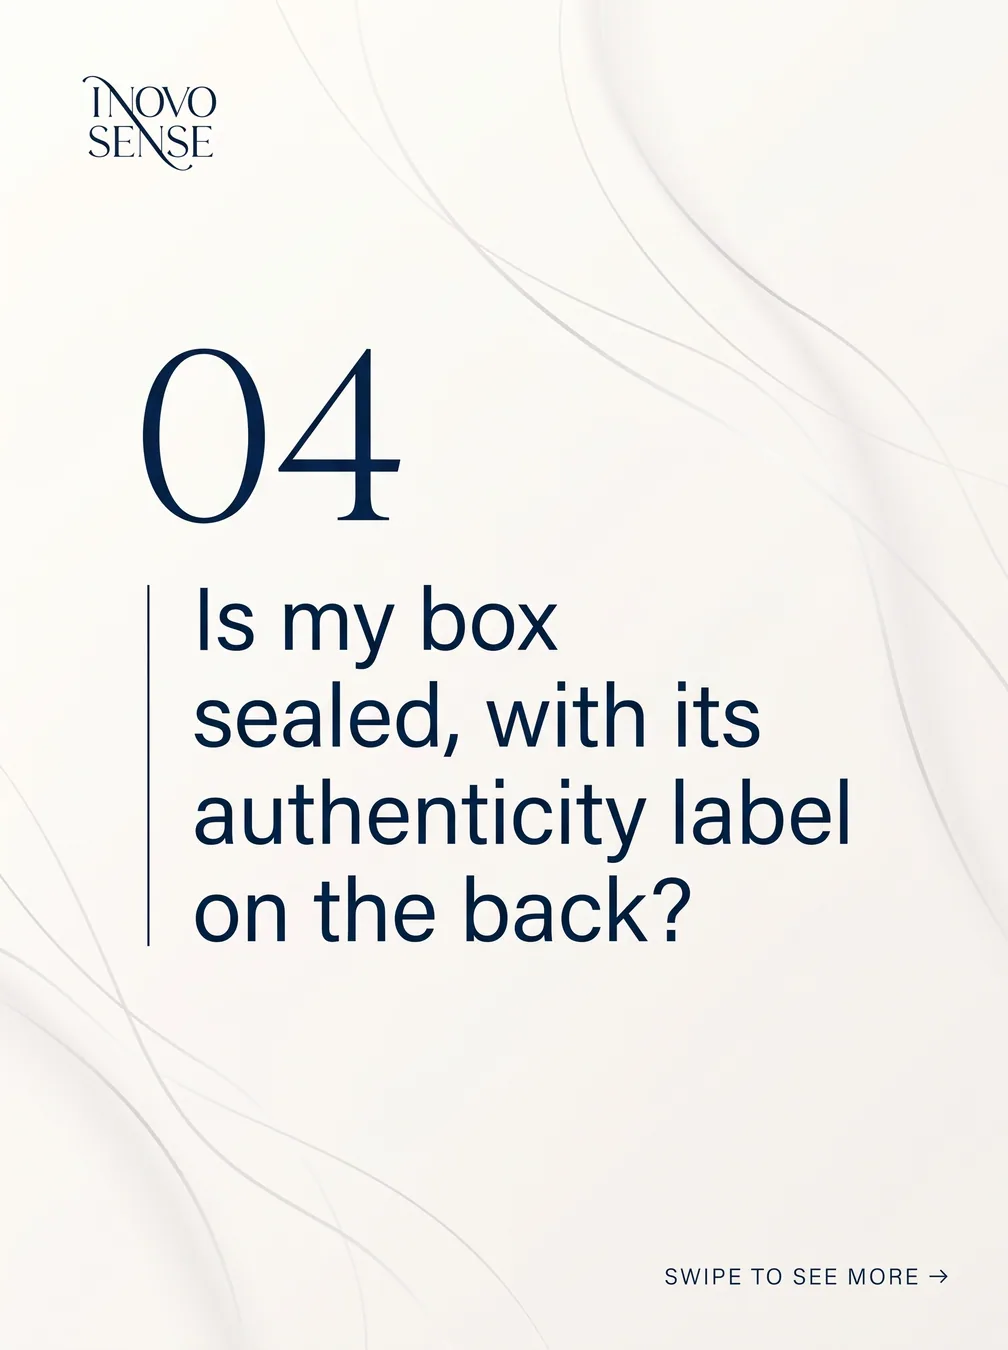 INOVO
SENSE
04
Is my box
sealed, with its
authenticity label
on the back?
SWIPE TO SEE MORE →